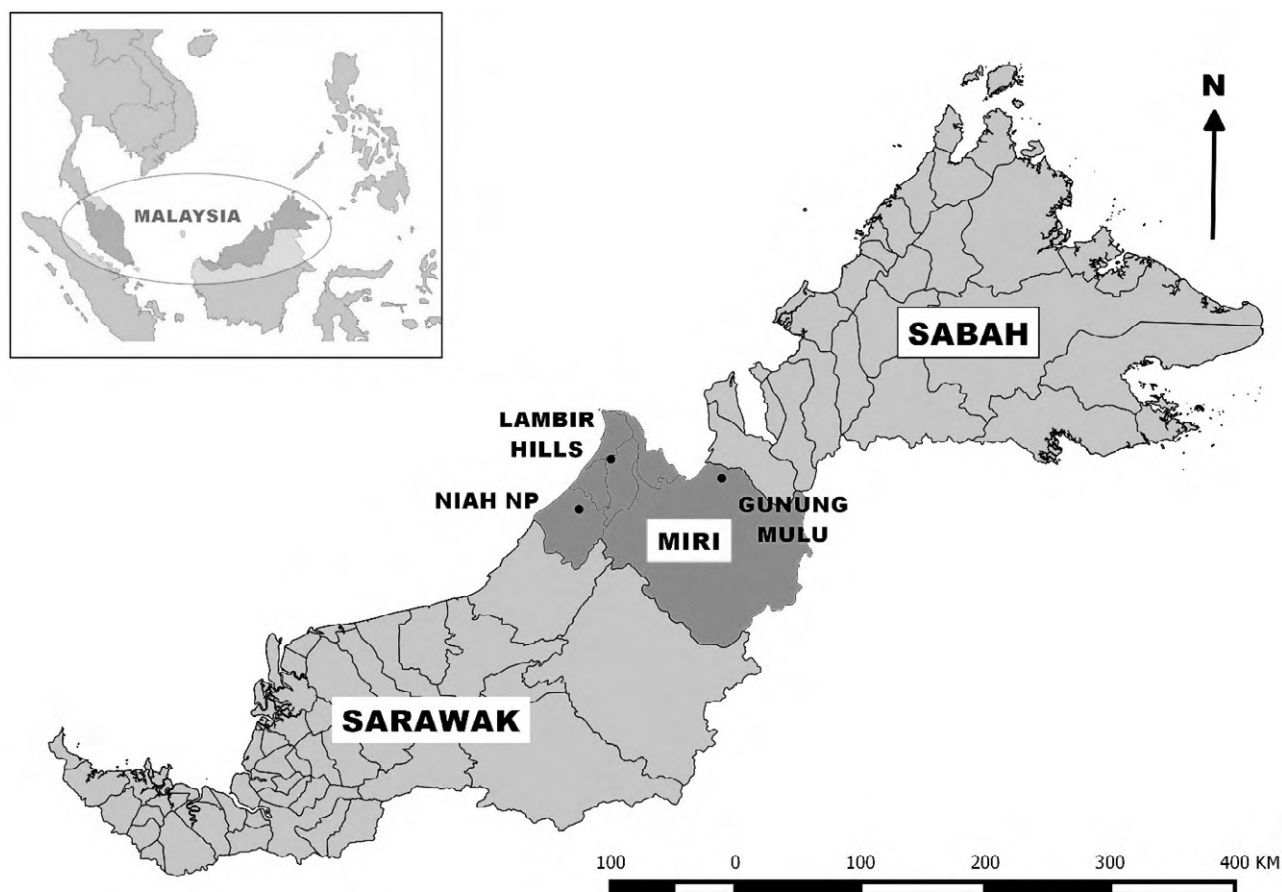 MALAYSIA
N
SABAH
LAMBIR
HILLS
NIAH NP
GUNUNG
MULU
MIRI
SARAWAK
100 0 100 200 300 400 KM